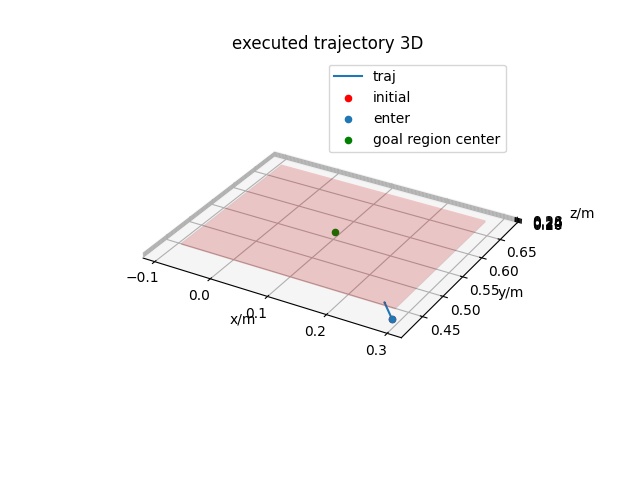 executed trajectory 3D
traj
initial
enter
goal region center
z/m
0.65
0.60
0.55
y/m
0.50
0.45
−0.1
0.0
0.1
x/m
0.2
0.3